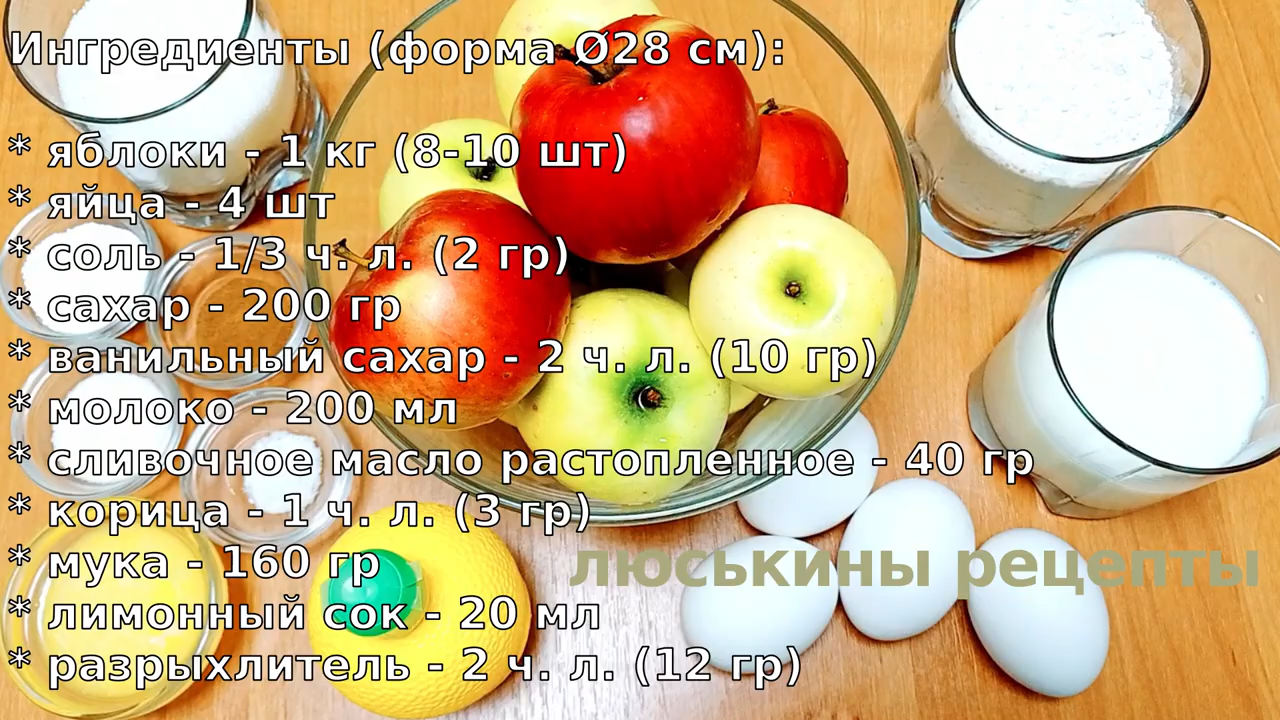 Ингредиенты (форма Ø28 см):
* яблоки - 1 кг (8-10 шт)
* яйца - 4 шт
* соль - 1/3 ч. л. (2 гр)
* сахар - 200 гр
* ванильный сахар - 2 ч. л. (10 гр)
* молоко - 200 мл
* сливочное масло растопленное - 40 гр
* корица - 1 ч. л. (3 гр)
* мука - 160 гр
люськины рецепты
* лимонный сок - 20 мл
* разрыхлитель - 2 ч. л. (12 гр)